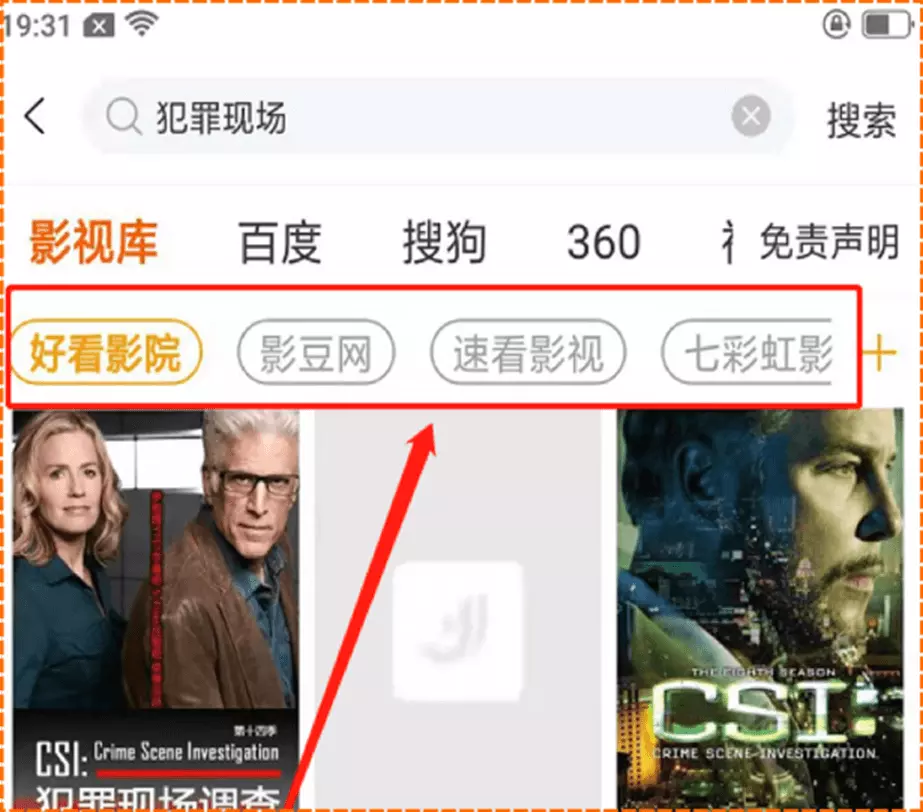 19:31
犯罪现场
搜索
影视库 百度 搜狗 360 免责声明
好看影院 影豆网 速看影视 七彩虹影 +
第十四季
CSI: Crime Scene Investigation
犯罪现场调查
THE EIGHTH SEASON
CSI:
CRIME SCENE INVESTIGATION